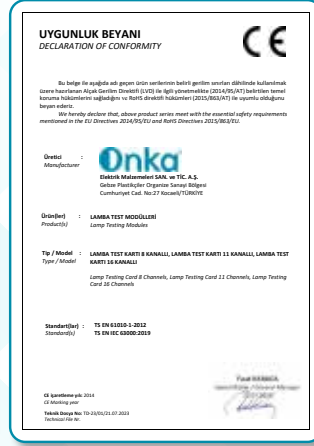 UYGUNLUK BEYANI
DECLARATION OF CONFORMITY
CE
Bu belge ile aşağıda adı geçen ürün serilerinin belirli gerilim sınırları dâhilinde kullanılmak
üzere hazırlanan Alçak Gerilim Direktifi (LVD) ile ilgili yönetmelikte (2014/95/AT) belirtilen temel
koruma hükümlerini sağladığını ve RoHS direktifi hükümleri (2015/863/AT) ile uyumlu olduğunu
beyan ederiz.
We hereby declare that, above product series meet with the essential safety requirements
mentioned in the EU Directives 2014/95/EU and RoHS Directives 2015/863/EU.
Üretici :
Manufacturer
Onka
Elektrik Malzemeleri SAN. ve TİC. A.Ş.
Gebze Plastikçiler Organize Sanayi Bölgesi
Cumhuriyet Cad. No:27 Kocaeli/TÜRKİYE
Ürün(ler) : LAMBA TEST MODÜLLERİ
Product(s) Lamp Testing Modules
Tip / Model : LAMBA TEST KARTI 8 KANALLI, LAMBA TEST KARTI 11 KANALLI, LAMBA TEST
Type / Model KARTI 16 KANALLI
Lamp Testing Card 8 Channels, Lamp Testing Card 11 Channels, Lamp Testing
Card 16 Channels
Standart(lar) : TS EN 61010-1-2012
Standard(s) TS EN IEC 63000:2019
CE İşaretleme yılı: 2014
CE Marking year
Teknik Dosya No: TD-23/01/21.07.2023
Technical File Nr.